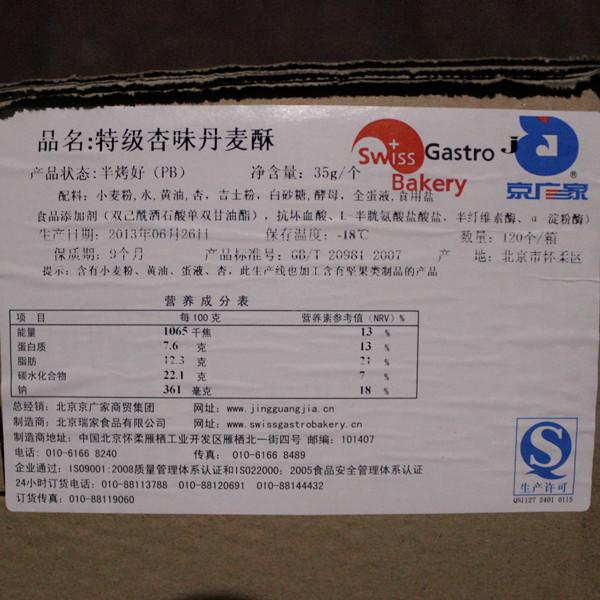 品名:特级杏味丹麦酥
Swiss Gastro Bakery
京广家
产品状态:半烤好（PB） 净含量: 35g/个
配料: 小麦粉,水,黄油,杏, 吉士粉, 白砂糖, 酵母, 全蛋液,食用盐
食品添加剂（双乙酰酒石酸单双甘油酯）, 抗坏血酸、L-半胱氨酸盐酸盐, 半纤维素酶、α-淀粉酶）
生产日期: 2013年06月26日 保存温度: -18℃ 数量: 120个/箱
保质期: 9个月 产品标准号: GB/T 20981-2007 产 地: 北京市怀柔区
提示: 含有小麦粉、黄油、蛋液、杏, 此生产线也加工含有坚果类制品的产品
营养成分表
项目 每100克 营养素参考值(NRV)%
能量 1065 千焦 13 %
蛋白质 7.6 克 13 %
脂肪 12.3 克 21 %
碳水化合物 22.1 克 7 %
钠 361 毫克 18 %
总经销: 北京京广家商贸集团 网址: www.jingguangjia.cn
制造商: 北京瑞家食品有限公司 网址: www.swissgastrobakery.cn
制造商地址: 中国北京怀柔雁栖工业开发区雁栖北一街四号 邮编: 101407
电话: 010-6166 8240 传真: 010-6166 8489
企业通过: ISO9001:2008质量管理体系认证和ISO22000: 2005食品安全管理体系认证
24小时订货电话: 010-88113788 010-88120691 010-88144432
订货传真: 010-88119060
生产许可
QS1127 2401 0115